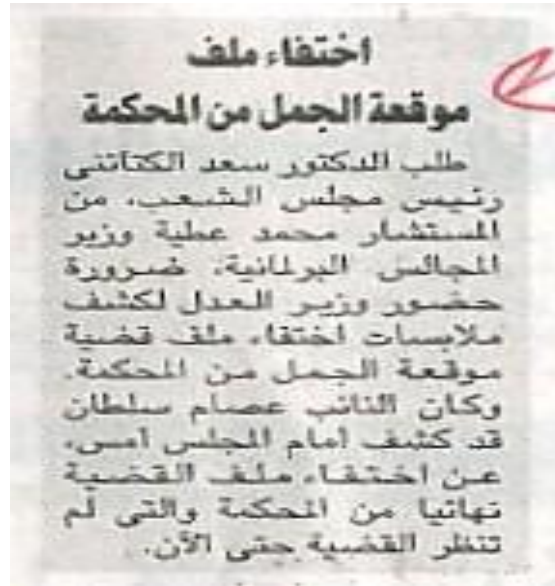 اختفاء ملف
موقعة الجمل من المحكمة
طلب الدكتور سعد الكتاتنى
رئيس مجلس الشعب، من
المستشار محمد عطية وزير
المجالس البرلمانية، ضرورة
حضور وزير العدل لكشف
ملابسات اختفاء ملف قضية
موقعة الجمل من المحكمة.
وكان النائب عصام سلطان
قد كشف أمام المجلس أمس،
عن اختفاء ملف القضية
نهائيا من المحكمة والتى لم
تنظر القضية حتى الآن.